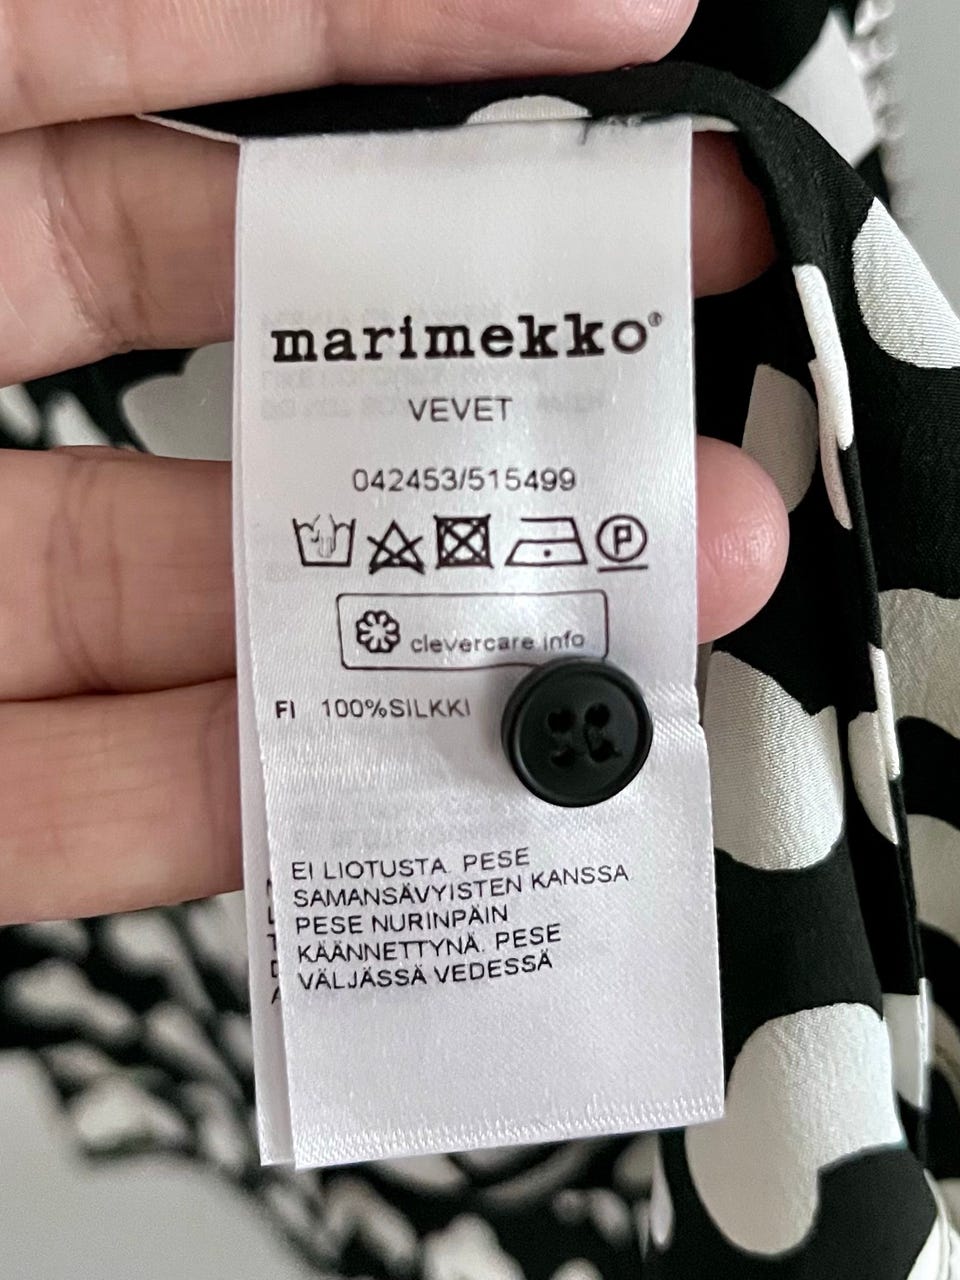 marimekko®
VEVET
042453/515499
P
clevercare.info
FI 100%SILKKI
EI LIOTUSTA. PESE
SAMANSÄVYISTEN KANSSA.
PESE NURINPÄIN
KÄÄNNETTYNÄ. PESE
VÄLJÄSSÄ VEDESSÄ